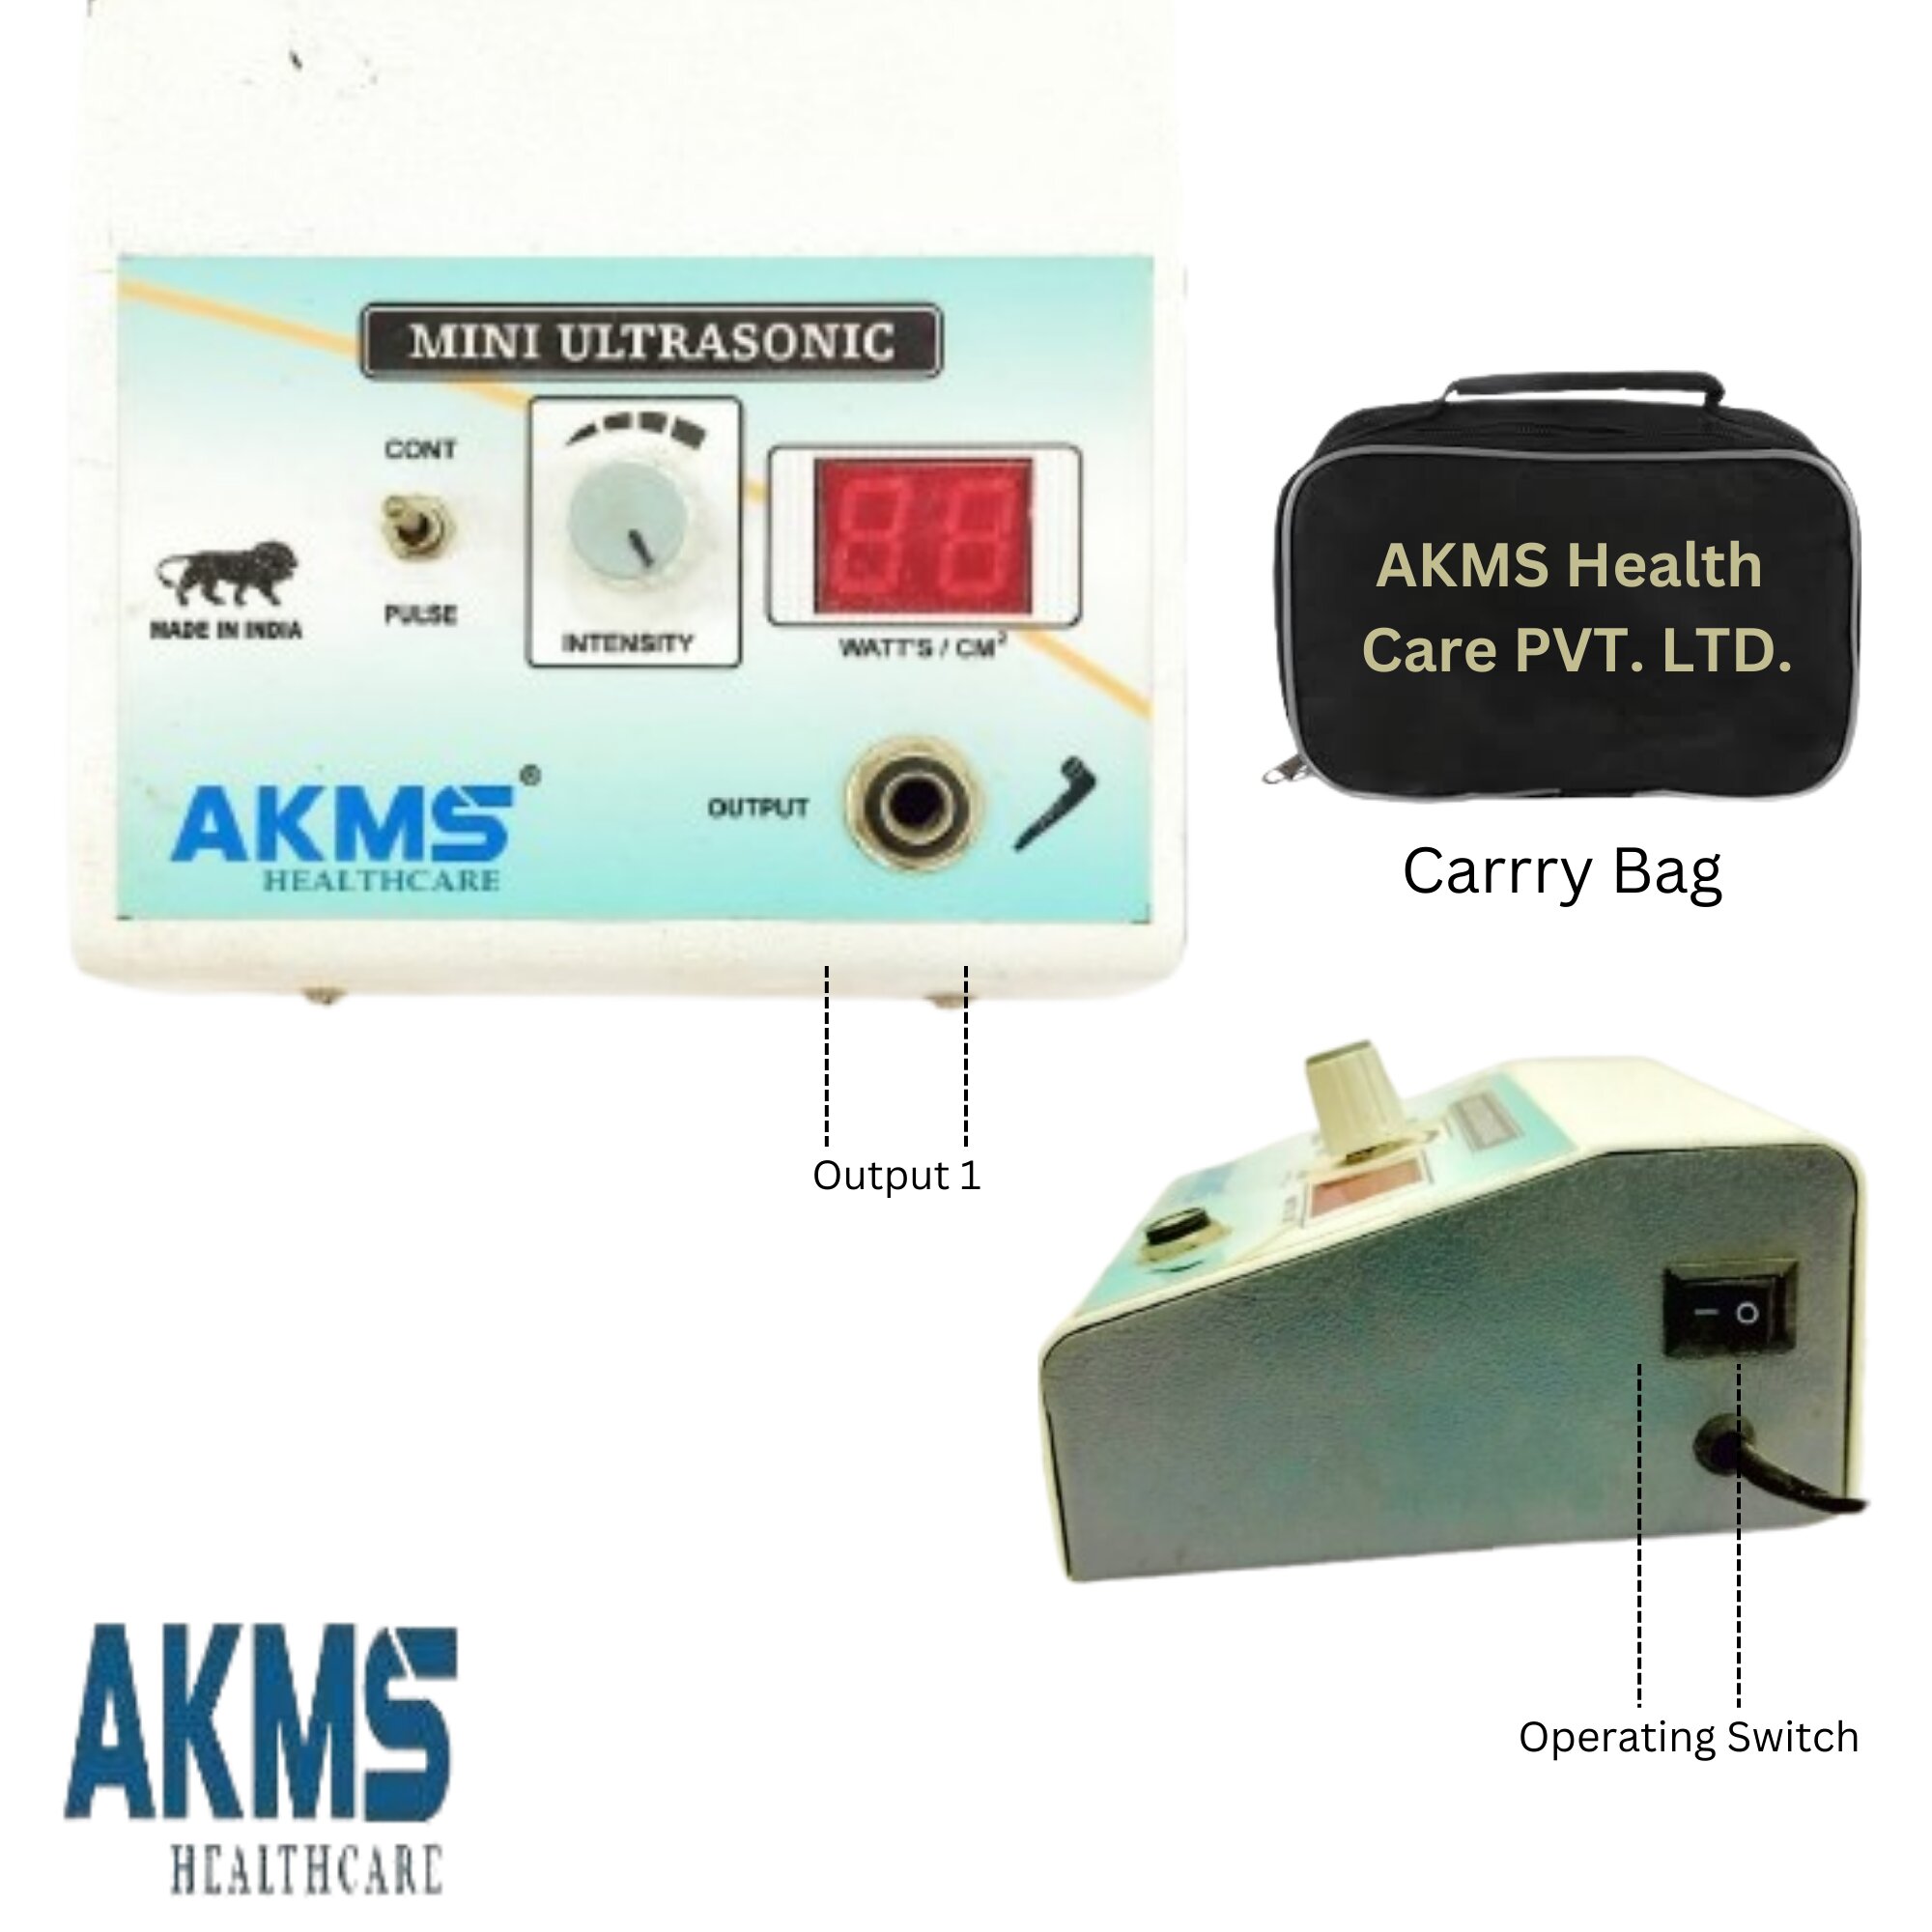 MINI ULTRASONIC
CONT
PULSE
INTENSITY
WATT'S / CM²
MADE IN INDIA
AKMS®
HEALTHCARE
OUTPUT
AKMS Health
Care PVT. LTD.
Carrry Bag
Output 1
Operating Switch
AKMS
HEALTHCARE